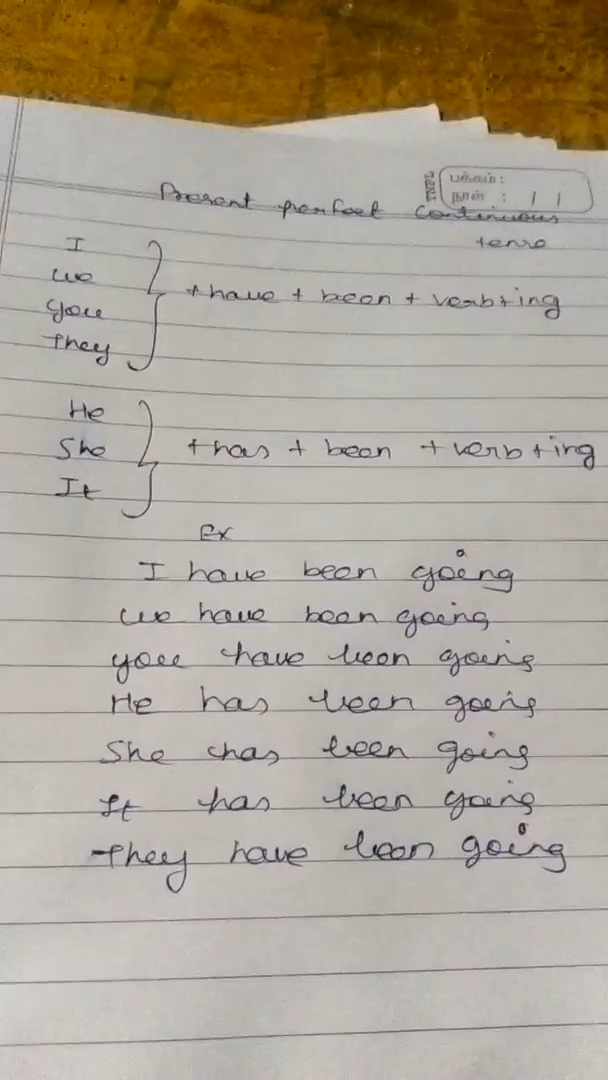 TNPL
பக்கம் :
நாள் : / /
Present perfect continuous
tense
I
we
you
they
+ have + been + verb+ing
He
She
It
+ has + been + verb+ing
Ex
I have been going
we have been going
you have been going
He has been going
She has been going
It has been going
They have been going